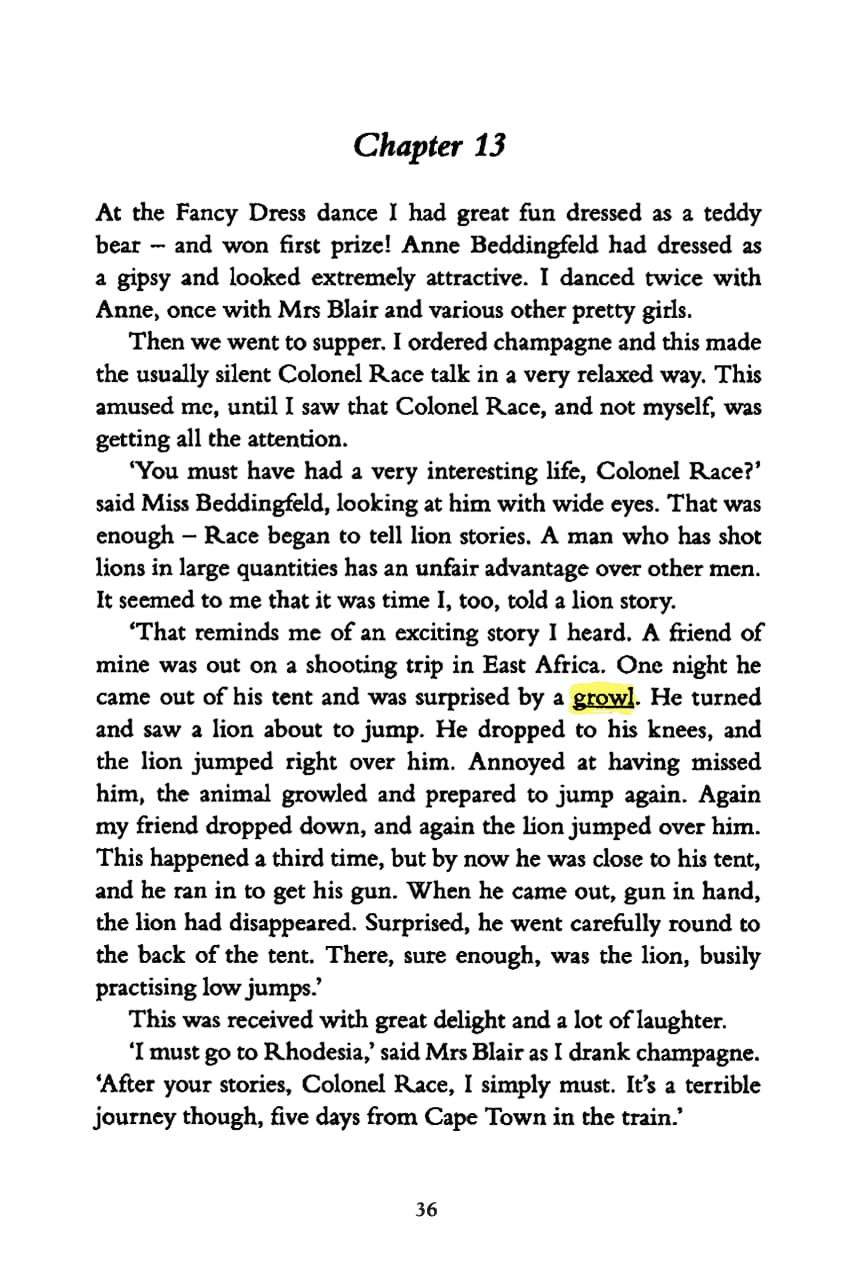 Chapter 13
At the Fancy Dress dance I had great fun dressed as a teddy
bear – and won first prize! Anne Beddingfeld had dressed as
a gipsy and looked extremely attractive. I danced twice with
Anne, once with Mrs Blair and various other pretty girls.
Then we went to supper. I ordered champagne and this made
the usually silent Colonel Race talk in a very relaxed way. This
amused me, until I saw that Colonel Race, and not myself, was
getting all the attention.
‘You must have had a very interesting life, Colonel Race?’
said Miss Beddingfeld, looking at him with wide eyes. That was
enough – Race began to tell lion stories. A man who has shot
lions in large quantities has an unfair advantage over other men.
It seemed to me that it was time I, too, told a lion story.
‘That reminds me of an exciting story I heard. A friend of
mine was out on a shooting trip in East Africa. One night he
came out of his tent and was surprised by a growl. He turned
and saw a lion about to jump. He dropped to his knees, and
the lion jumped right over him. Annoyed at having missed
him, the animal growled and prepared to jump again. Again
my friend dropped down, and again the lion jumped over him.
This happened a third time, but by now he was close to his tent,
and he ran in to get his gun. When he came out, gun in hand,
the lion had disappeared. Surprised, he went carefully round to
the back of the tent. There, sure enough, was the lion, busily
practising low jumps.’
This was received with great delight and a lot of laughter.
‘I must go to Rhodesia,’ said Mrs Blair as I drank champagne.
‘After your stories, Colonel Race, I simply must. It’s a terrible
journey though, five days from Cape Town in the train.’
36